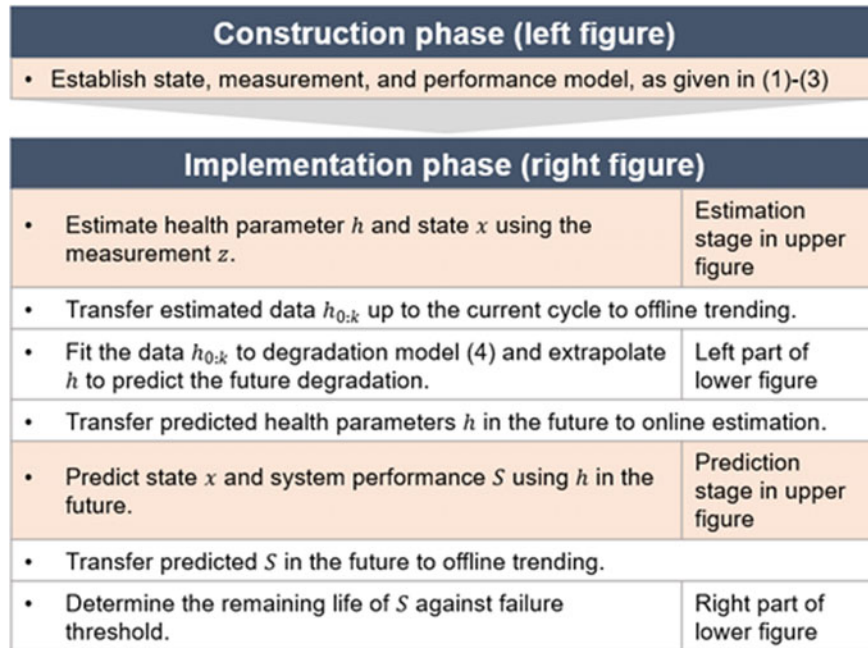 Construction phase (left figure)
• Establish state, measurement, and performance model, as given in (1)-(3)
Implementation phase (right figure)
• Estimate health parameter h and state x using the
measurement z.
Estimation
stage in upper
figure
• Transfer estimated data h0:k up to the current cycle to offline trending.
• Fit the data h0:k to degradation model (4) and extrapolate
h to predict the future degradation.
Left part of
lower figure
• Transfer predicted health parameters h in the future to online estimation.
• Predict state x and system performance S using h in the
future.
Prediction
stage in upper
figure
• Transfer predicted S in the future to offline trending.
• Determine the remaining life of S against failure
threshold.
Right part of
lower figure